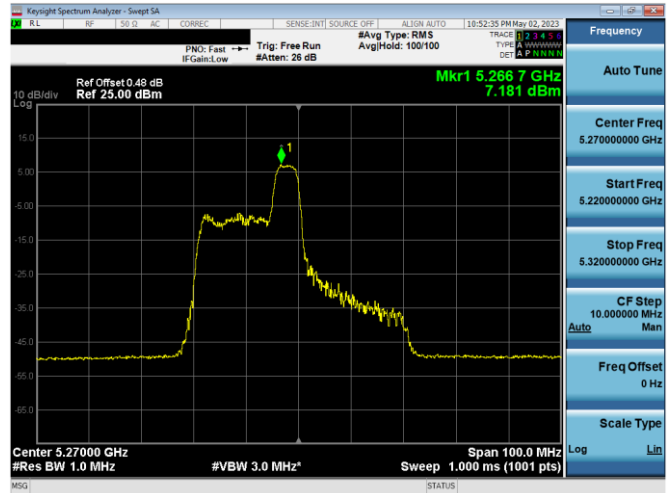 Keysight Spectrum Analyzer - Swept SA
RL RF 50 Ω AC CORREC SENSE:INT SOURCE OFF ALIGN AUTO 10:52:35 PM May 02, 2023
#Avg Type: RMS TRACE 1 2 3 4 5 6
PNO: Fast Trig: Free Run Avg|Hold: 100/100 TYPE A WWWWW
IFGain:Low #Atten: 26 dB DET A P N N N N
Mkr1 5.266 7 GHz
Ref Offset 0.48 dB
10 dB/div Ref 25.00 dBm 7.181 dBm
Log
15.0
1
5.00
-5.00
-15.0
-25.0
-35.0
-45.0
-55.0
-65.0
Center 5.27000 GHz Span 100.0 MHz
#Res BW 1.0 MHz #VBW 3.0 MHz* Sweep 1.000 ms (1001 pts)
MSG STATUS
Frequency
Auto Tune
Center Freq
5.270000000 GHz
Start Freq
5.220000000 GHz
Stop Freq
5.320000000 GHz
CF Step
10.000000 MHz
Auto Man
Freq Offset
0 Hz
Scale Type
Log Lin